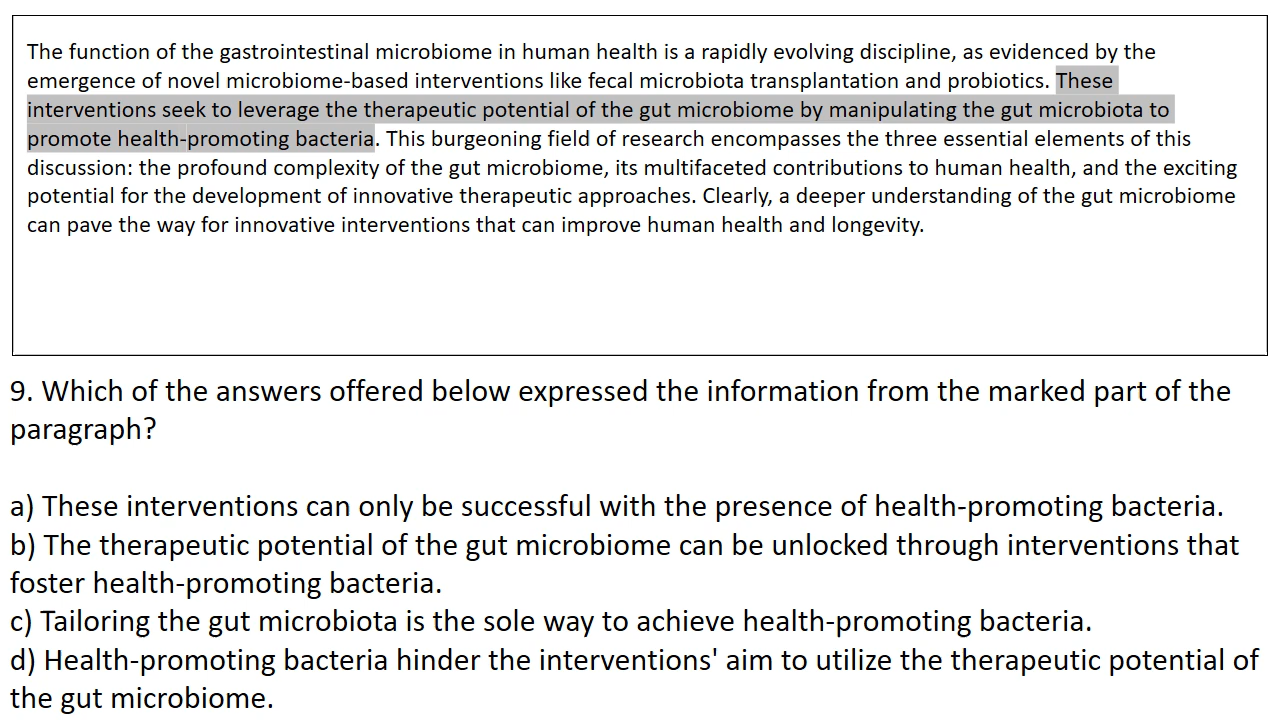 The function of the gastrointestinal microbiome in human health is a rapidly evolving discipline, as evidenced by the
emergence of novel microbiome-based interventions like fecal microbiota transplantation and probiotics. These
interventions seek to leverage the therapeutic potential of the gut microbiome by manipulating the gut microbiota to
promote health-promoting bacteria. This burgeoning field of research encompasses the three essential elements of this
discussion: the profound complexity of the gut microbiome, its multifaceted contributions to human health, and the exciting
potential for the development of innovative therapeutic approaches. Clearly, a deeper understanding of the gut microbiome
can pave the way for innovative interventions that can improve human health and longevity.
9. Which of the answers offered below expressed the information from the marked part of the
paragraph?
a) These interventions can only be successful with the presence of health-promoting bacteria.
b) The therapeutic potential of the gut microbiome can be unlocked through interventions that
foster health-promoting bacteria.
c) Tailoring the gut microbiota is the sole way to achieve health-promoting bacteria.
d) Health-promoting bacteria hinder the interventions' aim to utilize the therapeutic potential of
the gut microbiome.